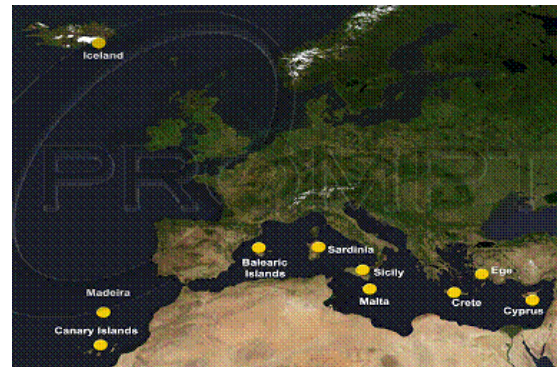 Iceland
PROMPT
Balearic
Islands
Sardinia
Sicily
Malta
Ege
Crete
Cyprus
Madeira
Canary Islands